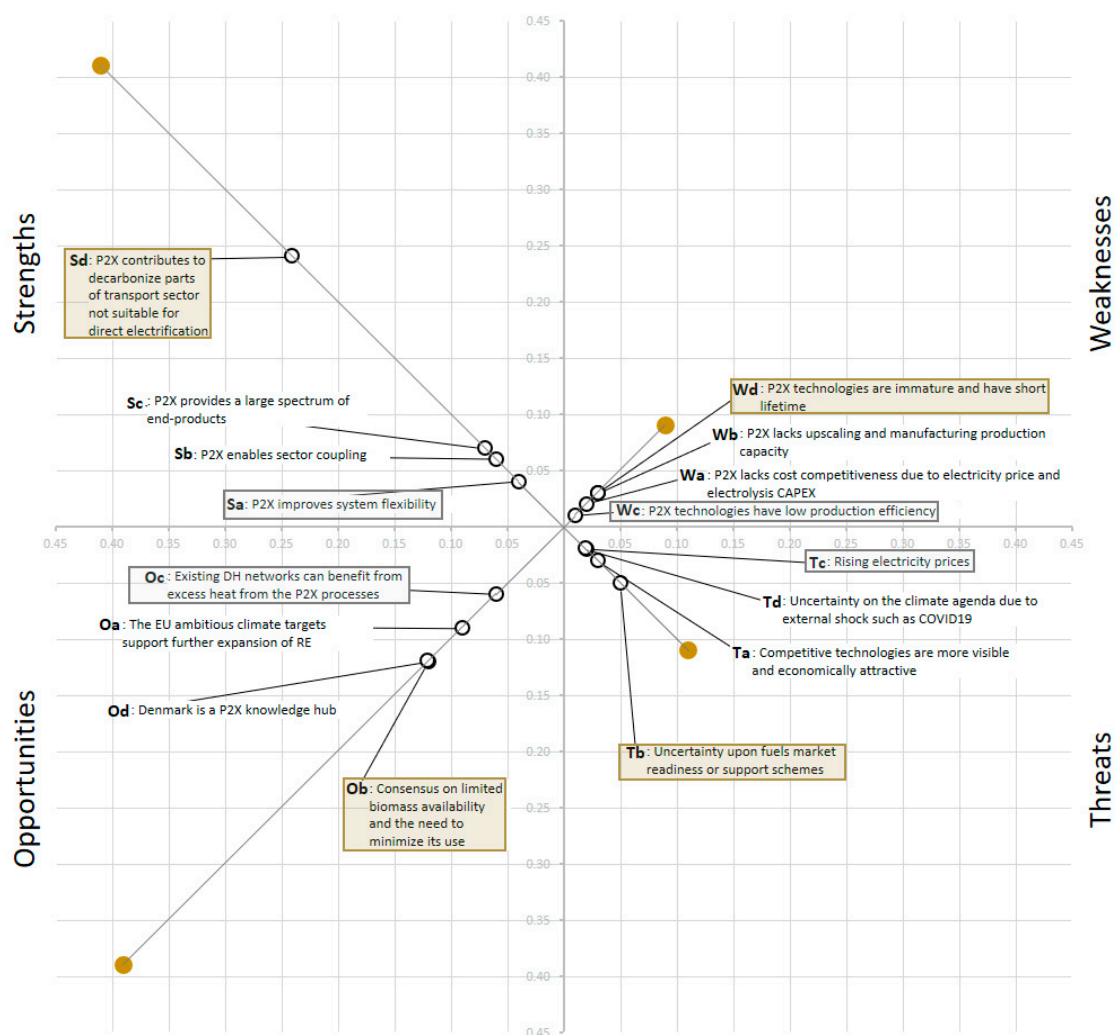 0.45
0.40
0.35
0.30
0.25
0.20
0.15
0.10
0.05
Strengths
Weaknesses
Sd: P2X contributes to
decarbonize parts
of transport sector
not suitable for
direct electrification
Sc.: P2X provides a large spectrum of
end-products
Sb: P2X enables sector coupling
Sa: P2X improves system flexibility
Wd: P2X technologies are immature and have short
lifetime
Wb: P2X lacks upscaling and manufacturing production
capacity
Wa: P2X lacks cost competitiveness due to electricity price and
electrolysis CAPEX
Wc: P2X technologies have low production efficiency
0.45 0.40 0.35 0.30 0.25 0.20 0.15 0.10 0.05 0.05 0.10 0.15 0.20 0.25 0.30 0.35 0.40 0.45
Oc: Existing DH networks can benefit from
excess heat from the P2X processes
Oa: The EU ambitious climate targets
support further expansion of RE
Od: Denmark is a P2X knowledge hub
Ob: Consensus on limited
biomass availability
and the need to
minimize its use
Tc: Rising electricity prices
Td: Uncertainty on the climate agenda due to
external shock such as COVID19
Ta: Competitive technologies are more visible
and economically attractive
Tb: Uncertainty upon fuels market
readiness or support schemes
Opportunities
Threats
0.05
0.10
0.15
0.20
0.25
0.30
0.35
0.40
0.45